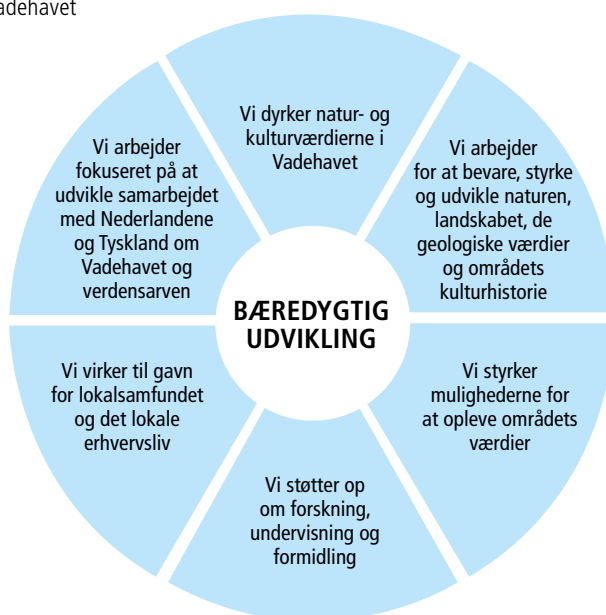 Vi dyrker natur- og
kulturværdierne i
Vadehavet
Vi arbejder
for at bevare, styrke
og udvikle naturen,
landskabet, de
geologiske værdier
og områdets
kulturhistorie
Vi styrker
mulighederne for
at opleve områdets
værdier
Vi støtter op
om forskning,
undervisning og
formidling
Vi virker til gavn
for lokalsamfundet
og det lokale
erhvervsliv
Vi arbejder
fokuseret på at
udvikle samarbejdet
med Nederlandene
og Tyskland om
Vadehavet og
verdensarven
BÆREDYGTIG
UDVIKLING